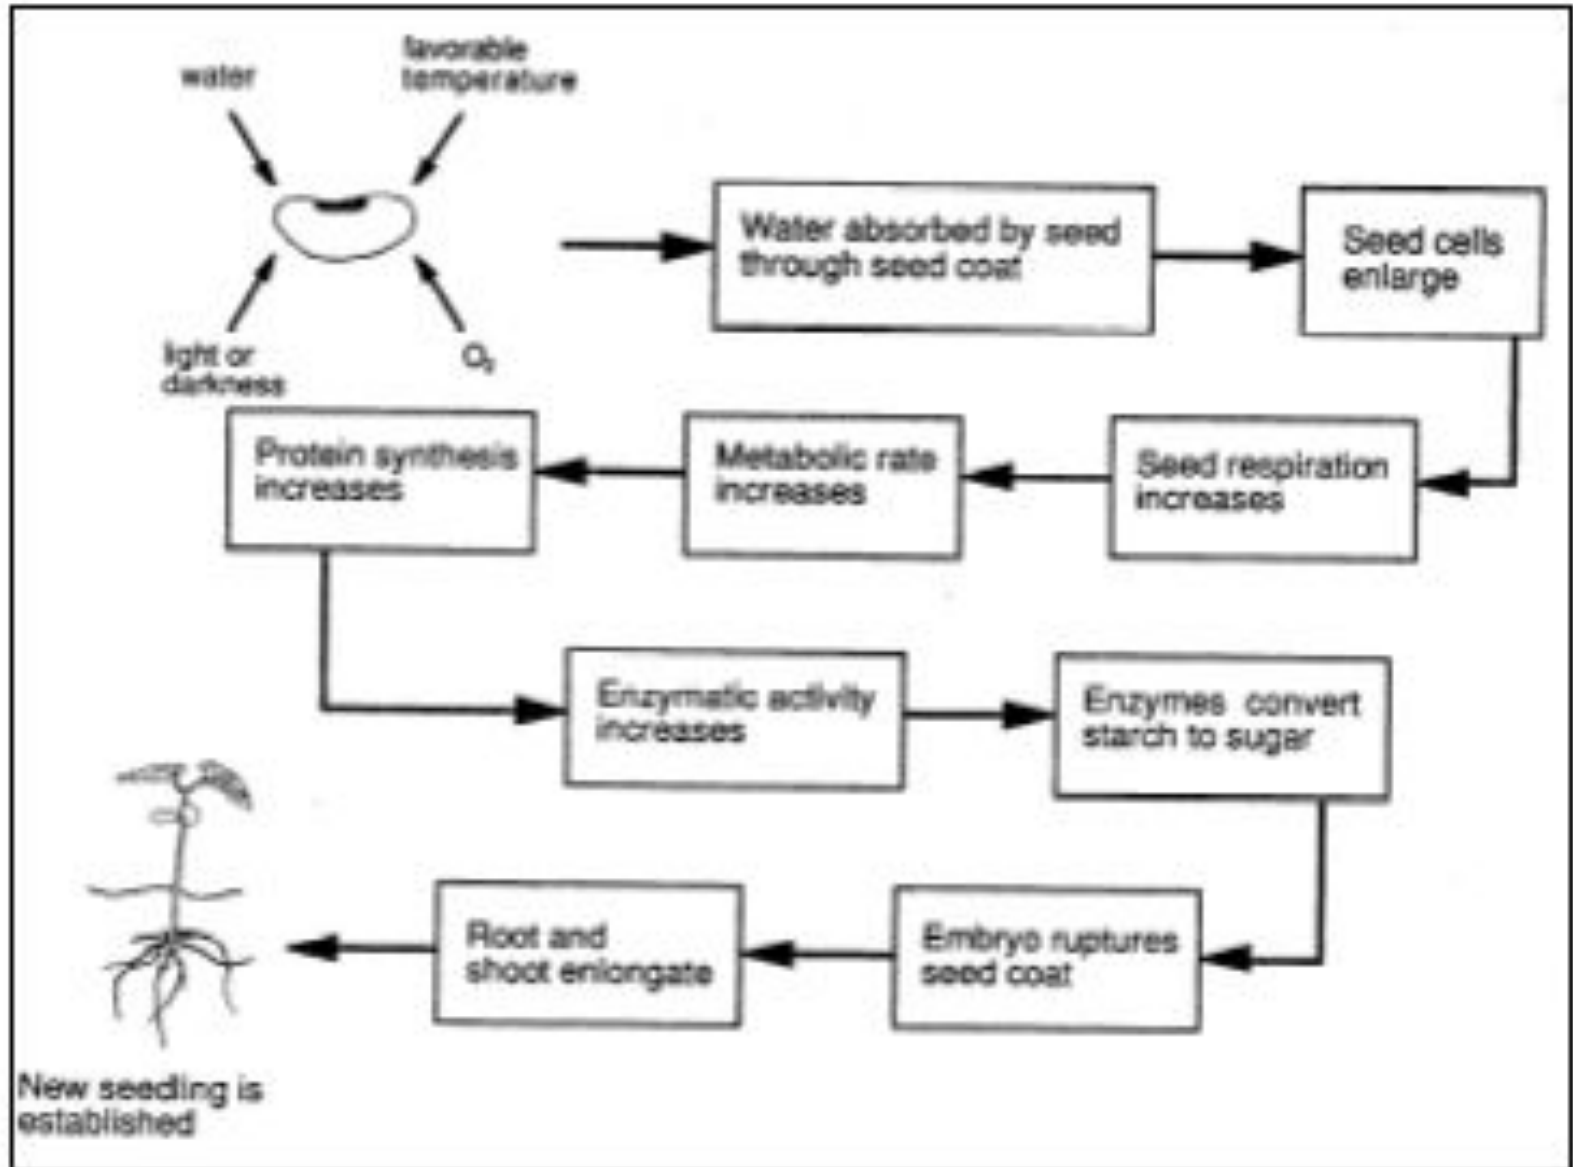 water
favorable
temperature
light or
darkness
O₂
Water absorbed by seed
through seed coat
Seed cells
enlarge
Seed respiration
increases
Metabolic rate
increases
Protein synthesis
increases
Enzymatic activity
increases
Enzymes convert
starch to sugar
Embryo ruptures
seed coat
Root and
shoot enlongate
New seedling is
established